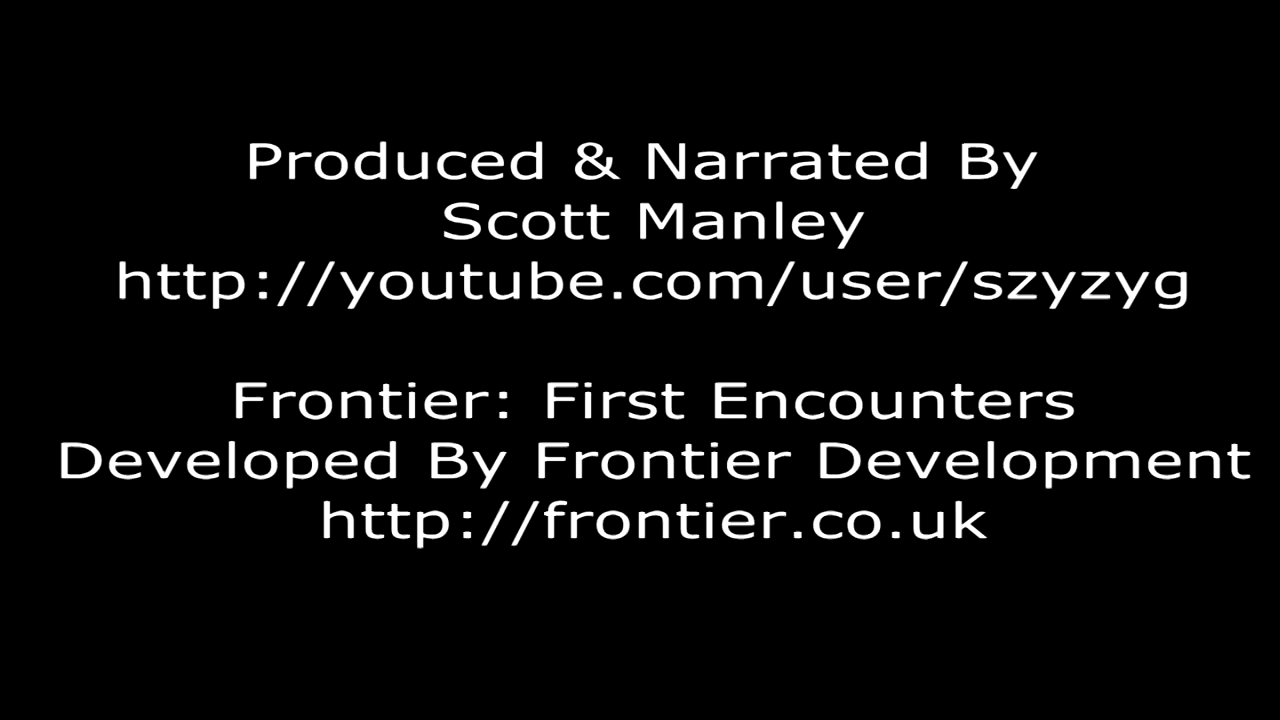 Produced & Narrated By
Scott Manley
http://youtube.com/user/szyzyg
Frontier: First Encounters
Developed By Frontier Development
http://frontier.co.uk